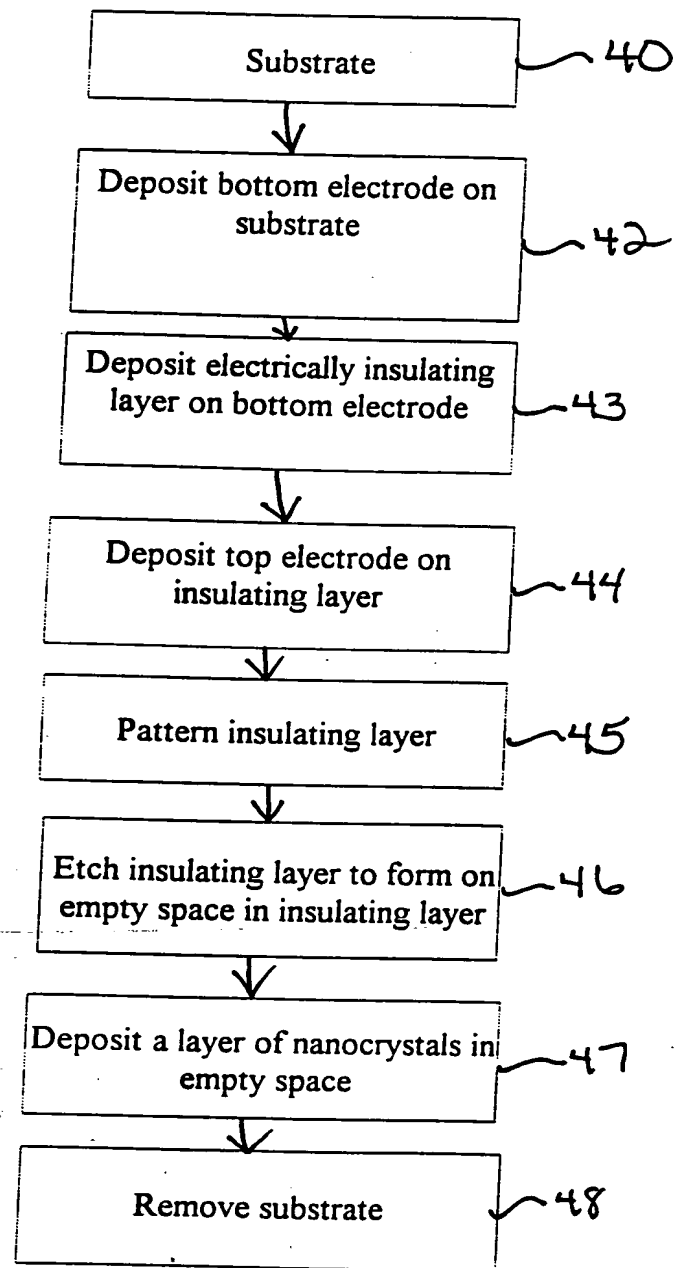 Substrate
40
Deposit bottom electrode on
substrate
42
Deposit electrically insulating
layer on bottom electrode
43
Deposit top electrode on
insulating layer
44
Pattern insulating layer
45
Etch insulating layer to form on
empty space in insulating layer
46
Deposit a layer of nanocrystals in
empty space
47
Remove substrate
48